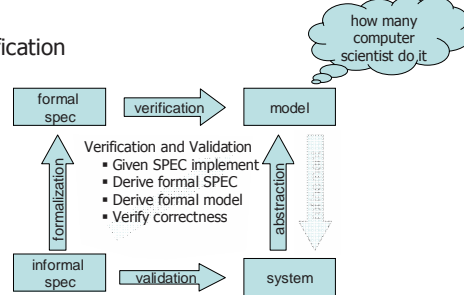 how many
computer
scientist do it
fication
formal
spec
verification
model
Verification and Validation
▪ Given SPEC implement
▪ Derive formal SPEC
▪ Derive formal model
▪ Verify correctness
formalization
abstraction
informal
spec
validation
system